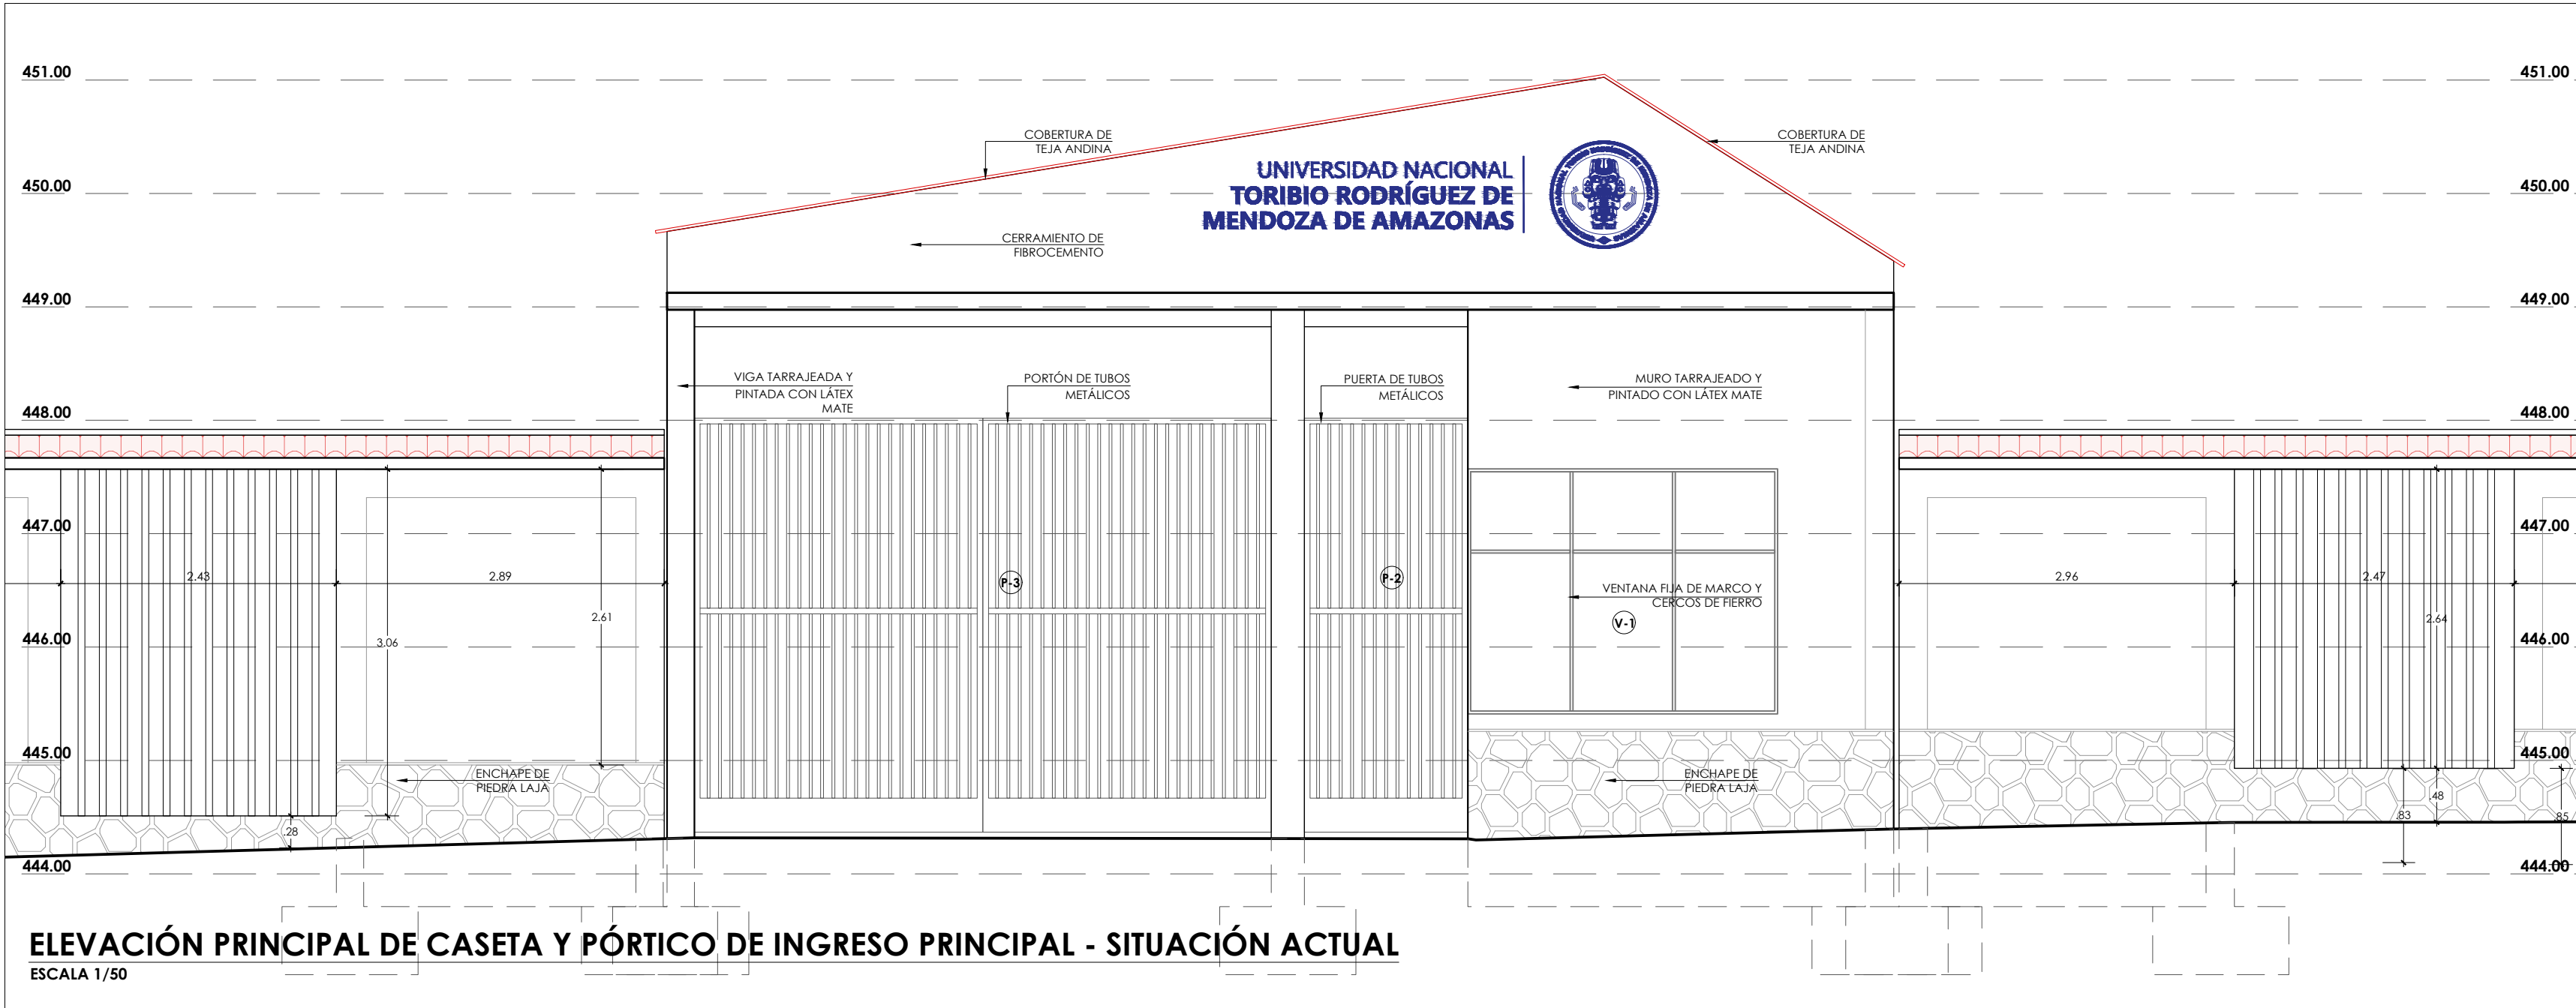 451.00
451.00
COBERTURA DE
TEJA ANDINA
COBERTURA DE
TEJA ANDINA
UNIVERSIDAD NACIONAL
TORIBIO RODRÍGUEZ DE
MENDOZA DE AMAZONAS
450.00
450.00
CERRAMIENTO DE
FIBROCEMENTO
449.00
449.00
VIGA TARRAJEADA Y
PINTADA CON LÁTEX
MATE
PORTÓN DE TUBOS
METÁLICOS
PUERTA DE TUBOS
METÁLICOS
MURO TARRAJEADO Y
PINTADO CON LÁTEX MATE
448.00
448.00
447.00
447.00
2.43
2.89
P-3
P-2
2.96
2.47
VENTANA FIJA DE MARCO Y
CERCOS DE FIERRO
V-1
2.61
2.64
446.00
446.00
3.06
445.00
445.00
ENCHAPE DE
PIEDRA LAJA
ENCHAPE DE
PIEDRA LAJA
.48
.83
.85
.28
444.00
444.00
ELEVACIÓN PRINCIPAL DE CASETA Y PÓRTICO DE INGRESO PRINCIPAL - SITUACIÓN ACTUAL
ESCALA 1/50